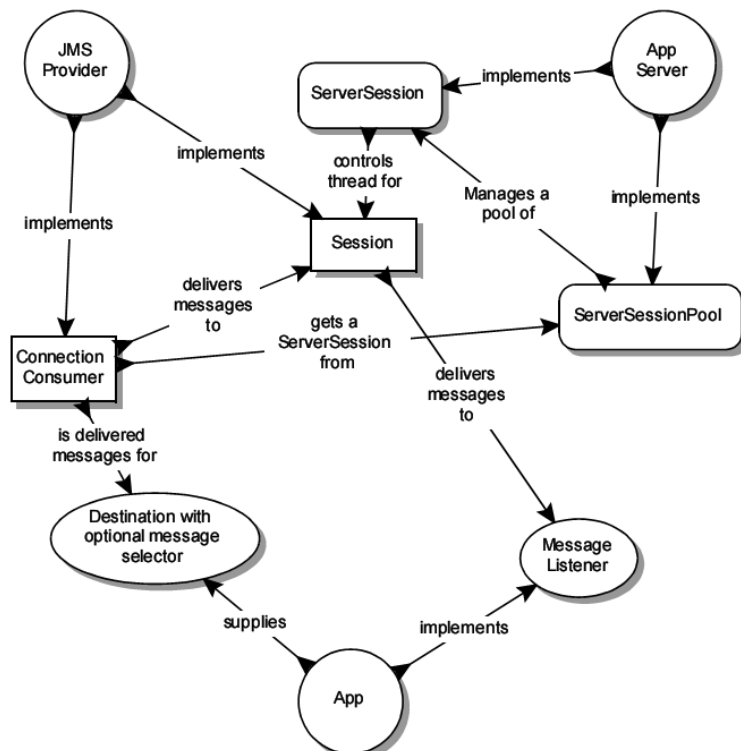 JMS
Provider
App
Server
implements
ServerSession
implements
controls
thread for
Manages a
pool of
implements
implements
Session
delivers
messages
to
gets a
ServerSession
from
ServerSessionPool
Connection
Consumer
delivers
messages
to
is delivered
messages for
Destination with
optional message
selector
Message
Listener
supplies
implements
App